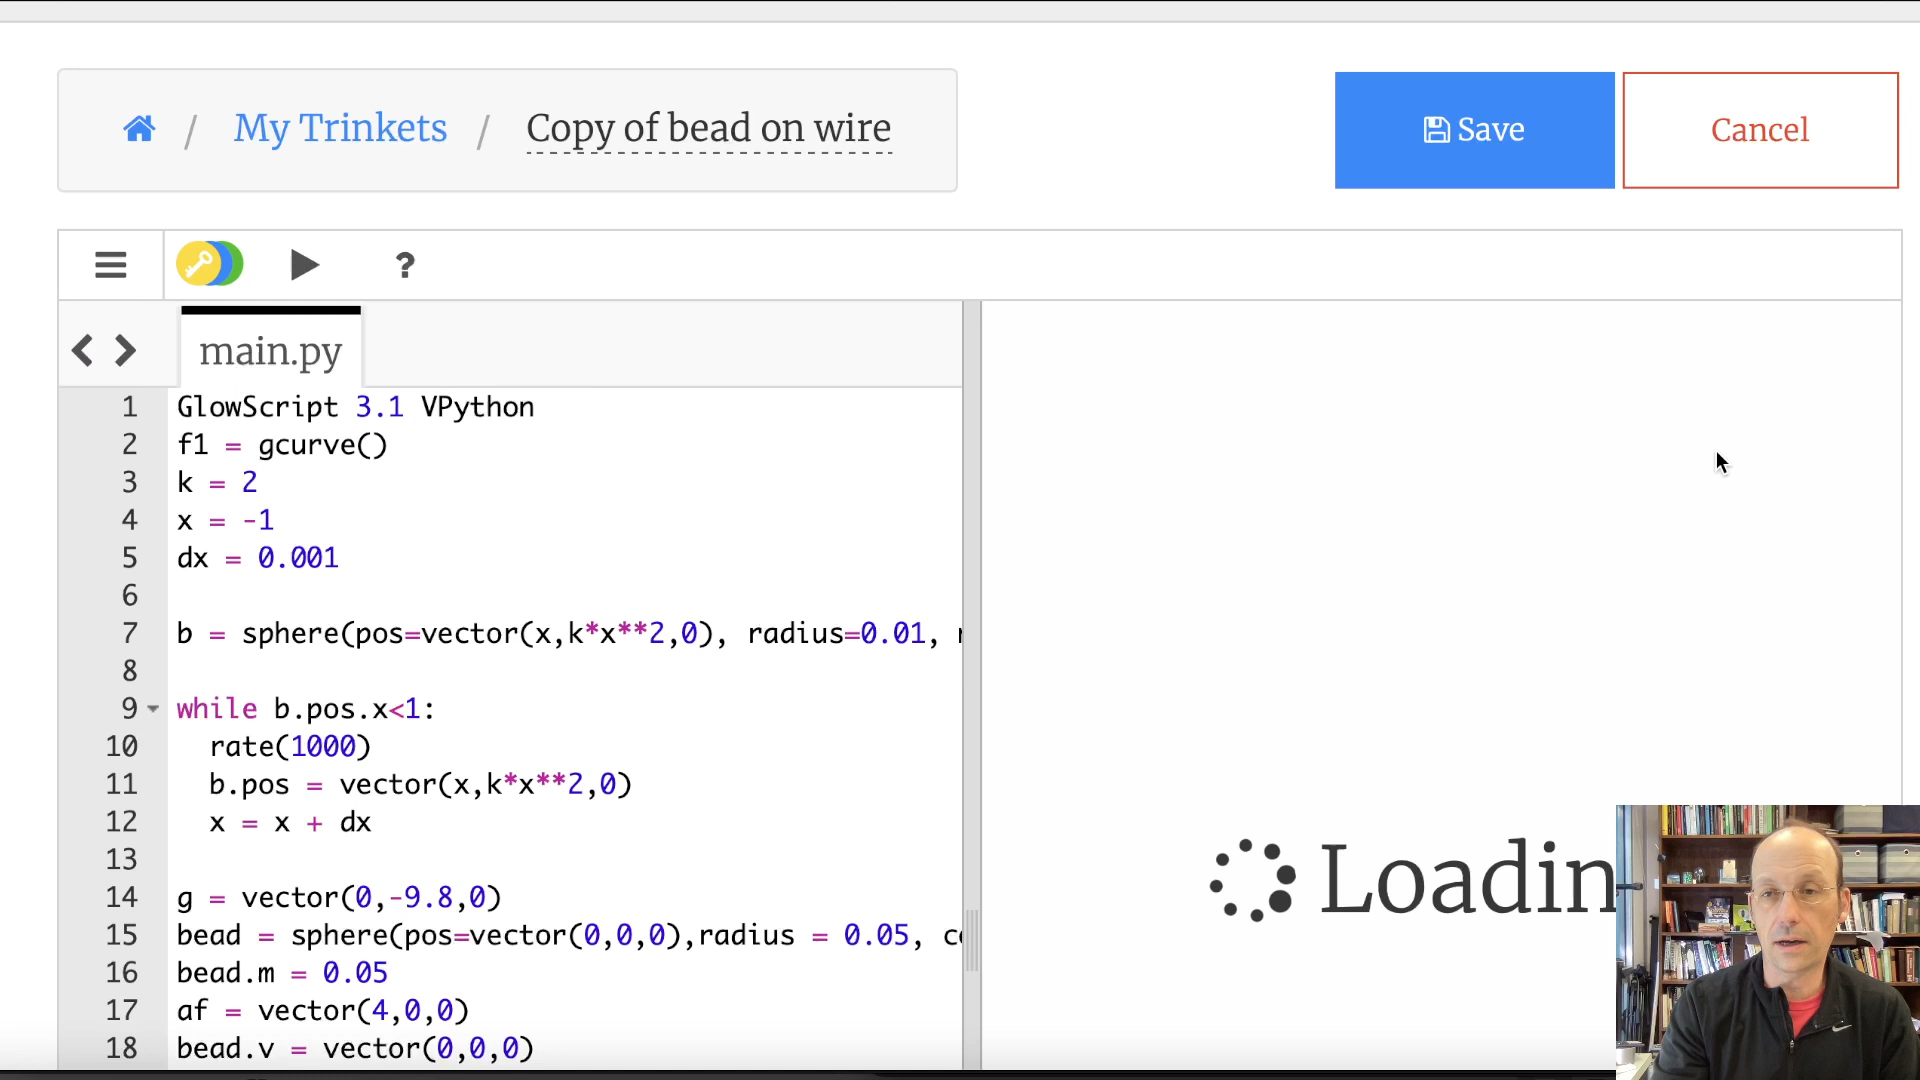 / My Trinkets / Copy of bead on wire
Save
Cancel
?
main.py
1 GlowScript 3.1 VPython
2 f1 = gcurve()
3 k = 2
4 x = -1
5 dx = 0.001
6
7 b = sphere(pos=vector(x,k*x**2,0), radius=0.01,
8
9 while b.pos.x<1:
10 rate(1000)
11 b.pos = vector(x,k*x**2,0)
12 x = x + dx
13
14 g = vector(0,-9.8,0)
15 bead = sphere(pos=vector(0,0,0),radius = 0.05, c
16 bead.m = 0.05
17 af = vector(4,0,0)
18 bead.v = vector(0,0,0)
Loadin